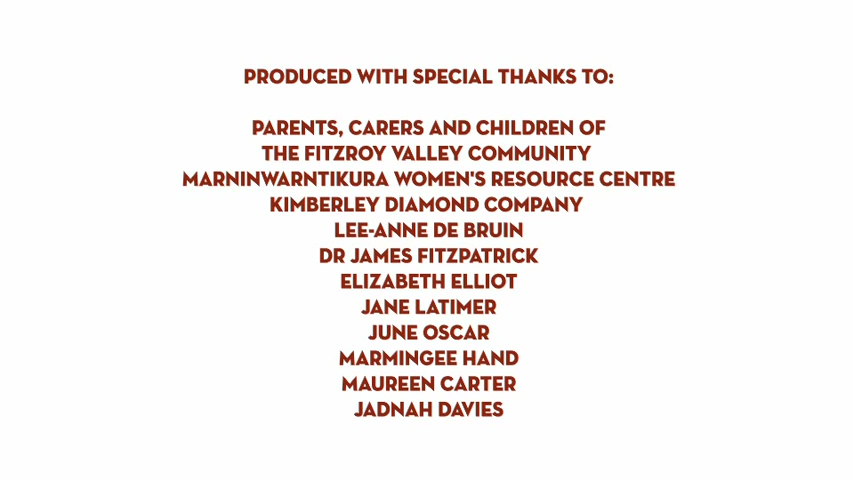 PRODUCED WITH SPECIAL THANKS TO:
PARENTS, CARERS AND CHILDREN OF
THE FITZROY VALLEY COMMUNITY
MARNINWARNTIKURA WOMEN'S RESOURCE CENTRE
KIMBERLEY DIAMOND COMPANY
LEE-ANNE DE BRUIN
DR JAMES FITZPATRICK
ELIZABETH ELLIOT
JANE LATIMER
JUNE OSCAR
MARMINGEE HAND
MAUREEN CARTER
JADNAH DAVIES